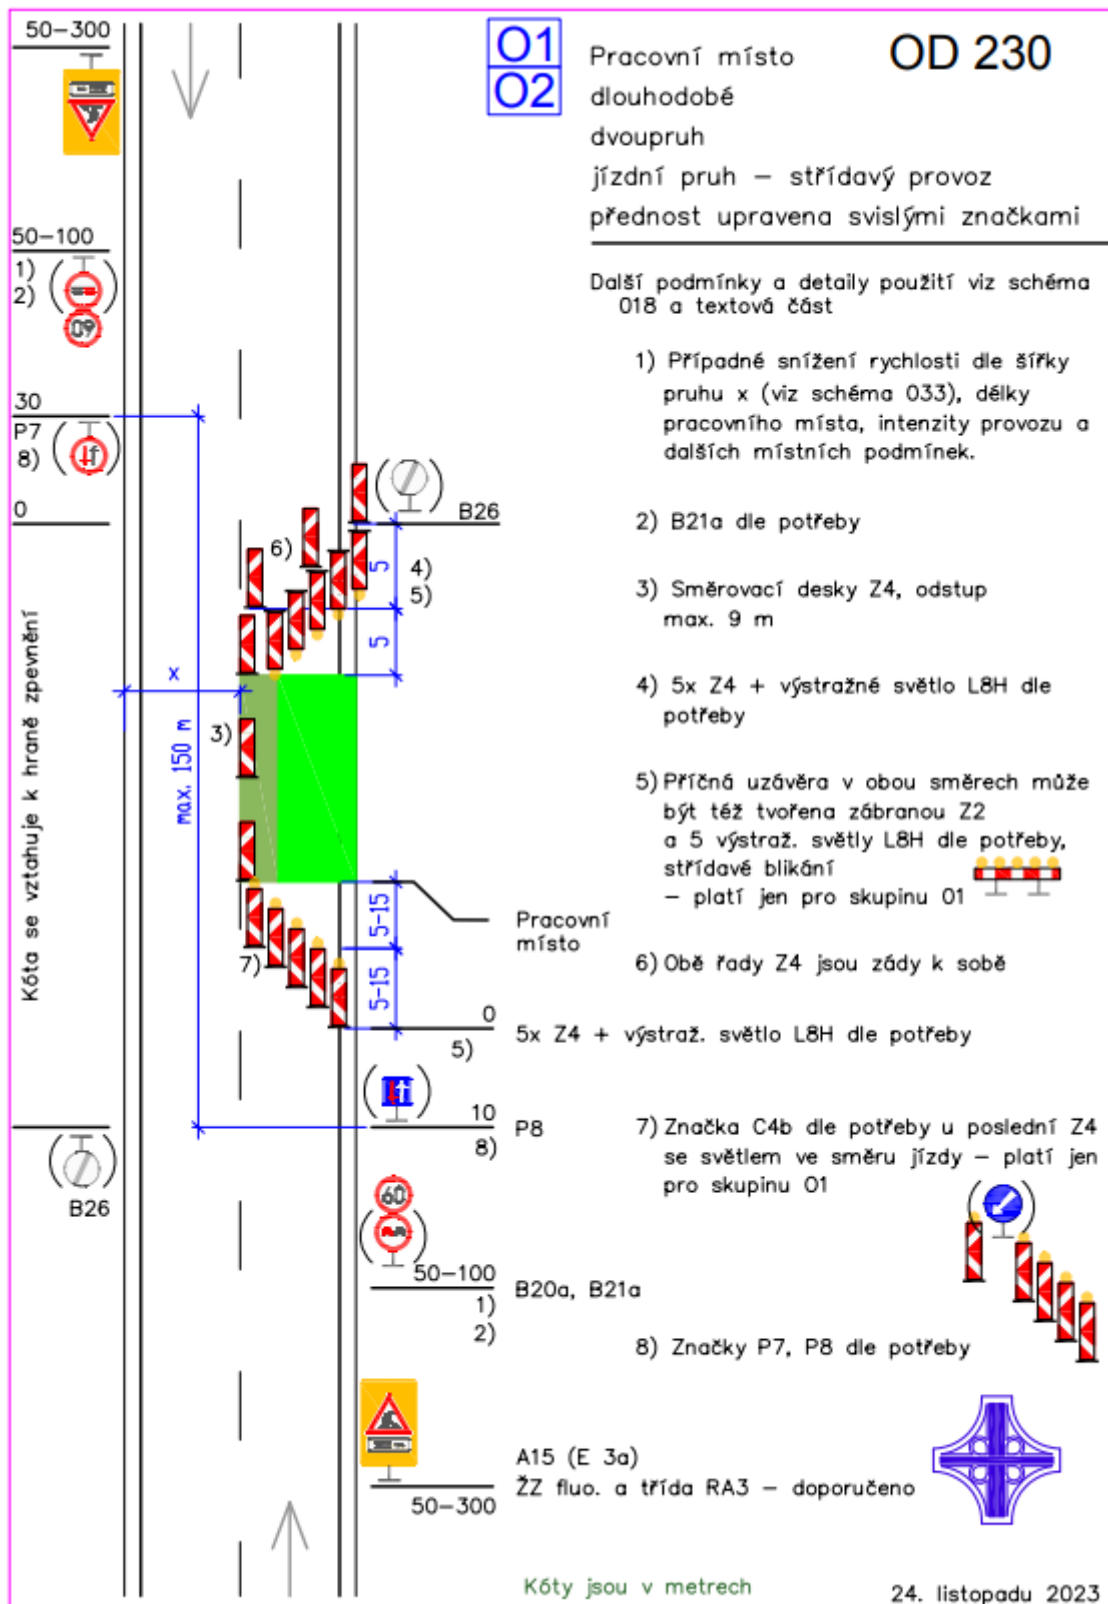 O1
O2
OD 230
Pracovní místo
dlouhodobé
dvoupruh
jízdní pruh – střídavý provoz
přednost upravena svislými značkami
Další podmínky a detaily použití viz schéma
018 a textová část
1) Případné snížení rychlosti dle šířky
pruhu x (viz schéma 033), délky
pracovního místa, intenzity provozu a
dalších místních podmínek.
2) B21a dle potřeby
3) Směrovací desky Z4, odstup
max. 9 m
4) 5x Z4 + výstražné světlo L8H dle
potřeby
5) Příčná uzávěra v obou směrech může
být též tvořena zábranou Z2
a 5 výstraž. světly L8H dle potřeby,
střídavé blikání
– platí jen pro skupinu 01
6) Obě řady Z4 jsou zády k sobě
7) Značka C4b dle potřeby u poslední Z4
se světlem ve směru jízdy – platí jen
pro skupinu 01
8) Značky P7, P8 dle potřeby
50-300
50-100
1)
2)
60
30
P7
8)
0
Kóta se vztahuje k hraně zpevnění
B26
x
max. 150 m
B26
6)
5
5
4)
5)
3)
7)
5-15
5-15
Pracovní
místo
0
5)
5x Z4 + výstraž. světlo L8H dle potřeby
10
8)
P8
60
50-100
1)
2)
B20a, B21a
50-300
A15 (E 3a)
ŽZ fluo. a třída RA3 – doporučeno
Kóty jsou v metrech
24. listopadu 2023